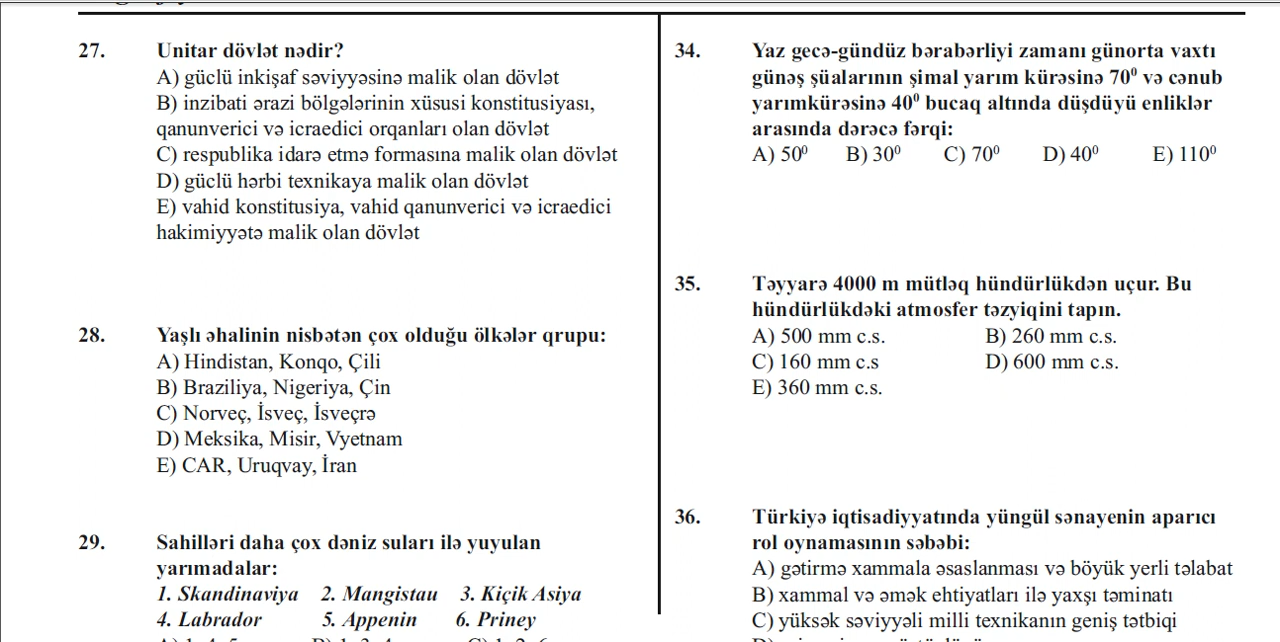 27. Unitar dövlət nədir?
A) güclü inkişaf səviyyəsinə malik olan dövlət
B) inzibati ərazi bölgələrinin xüsusi konstitusiyası,
qanunverici və icraedici orqanları olan dövlət
C) respublika idarə etmə formasına malik olan dövlət
D) güclü hərbi texnikaya malik olan dövlət
E) vahid konstitusiya, vahid qanunverici və icraedici
hakimiyyətə malik olan dövlət
28. Yaşlı əhalinin nisbətən çox olduğu ölkələr qrupu:
A) Hindistan, Konqo, Çili
B) Braziliya, Nigeriya, Çin
C) Norveç, İsveç, İsveçrə
D) Meksika, Misir, Vyetnam
E) CAR, Uruqvay, İran
29. Sahilləri daha çox dəniz suları ilə yuyulan
yarımadalar:
1. Skandinaviya 2. Mangistau 3. Kiçik Asiya
4. Labrador 5. Appenin 6. Priney
34. Yaz gecə-gündüz bərabərliyi zamanı günorta vaxtı
günəş şüalarının şimal yarım kürəsinə 70⁰ və cənub
yarımkürəsinə 40⁰ bucaq altında düşdüyü enliklər
arasında dərəcə fərqi:
A) 50⁰ B) 30⁰ C) 70⁰ D) 40⁰ E) 110⁰
35. Təyyarə 4000 m mütləq hündürlükdən uçur. Bu
hündürlükdəki atmosfer təzyiqini tapın.
A) 500 mm c.s. B) 260 mm c.s.
C) 160 mm c.s D) 600 mm c.s.
E) 360 mm c.s.
36. Türkiyə iqtisadiyyatında yüngül sənayenin aparıcı
rol oynamasının səbəbi:
A) gətirmə xammala əsaslanması və böyük yerli tələbat
B) xammal və əmək ehtiyatları ilə yaxşı təminatı
C) yüksək səviyyəli milli texnikanın geniş tətbiqi